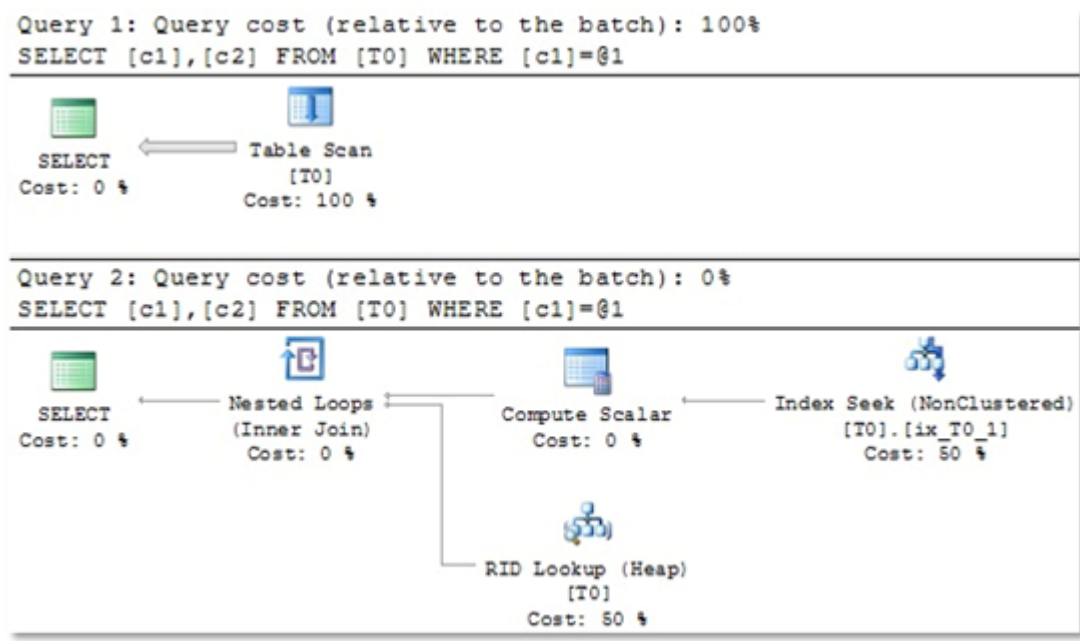 Query 1: Query cost (relative to the batch): 100%
SELECT [c1],[c2] FROM [T0] WHERE [c1]=@1
SELECT
Cost: 0 %
Table Scan
[T0]
Cost: 100 %
Query 2: Query cost (relative to the batch): 0%
SELECT [c1],[c2] FROM [T0] WHERE [c1]=@1
SELECT
Cost: 0 %
Nested Loops
(Inner Join)
Cost: 0 %
Compute Scalar
Cost: 0 %
Index Seek (NonClustered)
[T0].[ix_T0_1]
Cost: 50 %
RID Lookup (Heap)
[T0]
Cost: 50 %